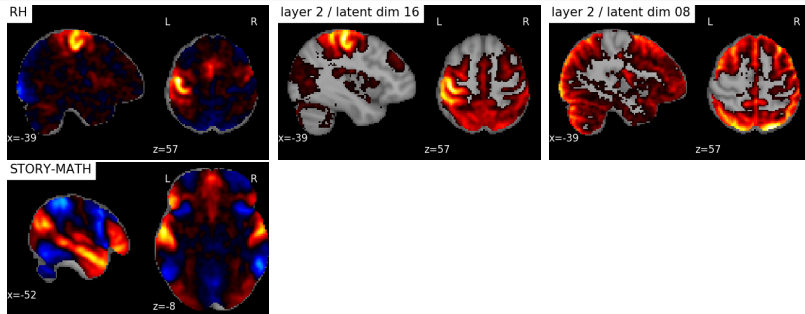 RH
L R
x=-39
z=57
layer 2 / latent dim 16
L R
x=-39
z=57
layer 2 / latent dim 08
L R
x=-39
z=57
STORY-MATH
L R
x=-52
z=-8